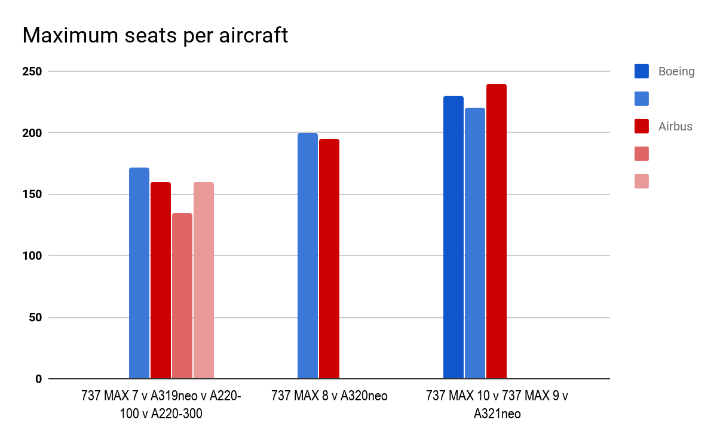 Maximum seats per aircraft
250
200
150
100
50
0
737 MAX 7 v A319neo v A220-
100 v A220-300
737 MAX 8 v A320neo
737 MAX 10 v 737 MAX 9 v
A321neo
Boeing
Airbus